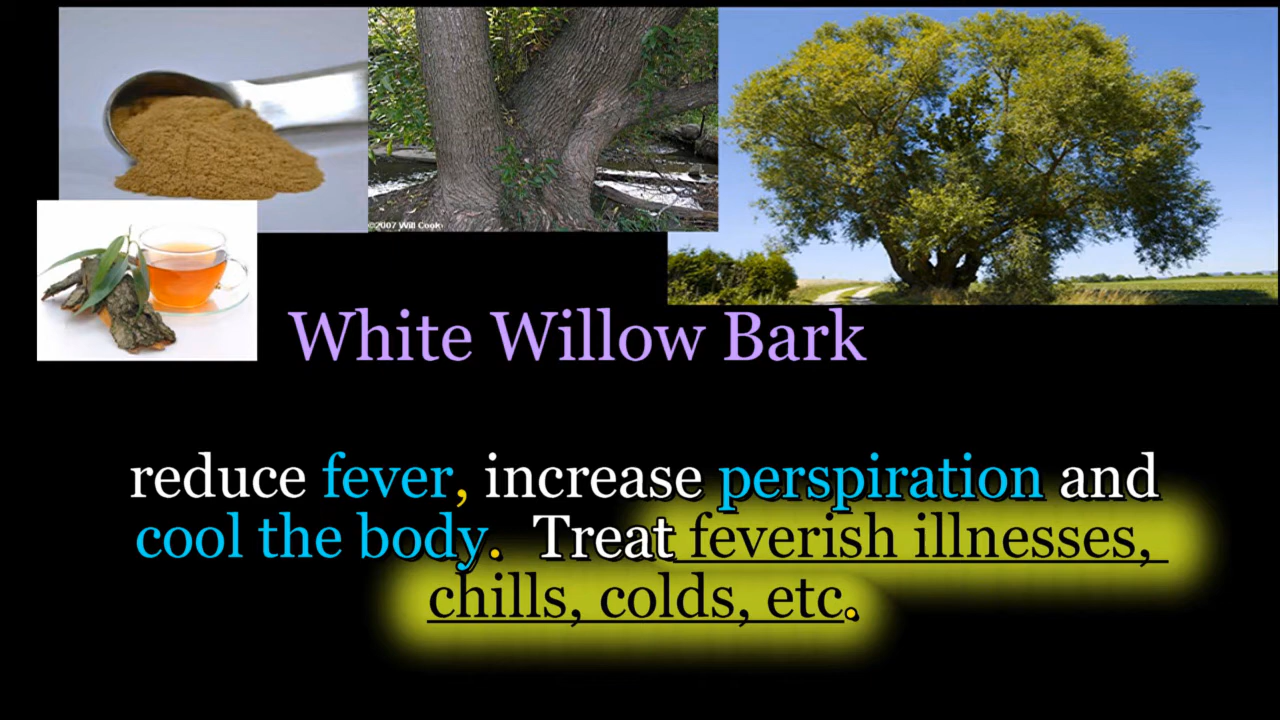 ©2007 Will Cook
White Willow Bark
reduce fever, increase perspiration and
cool the body. Treat feverish illnesses,
chills, colds, etc.